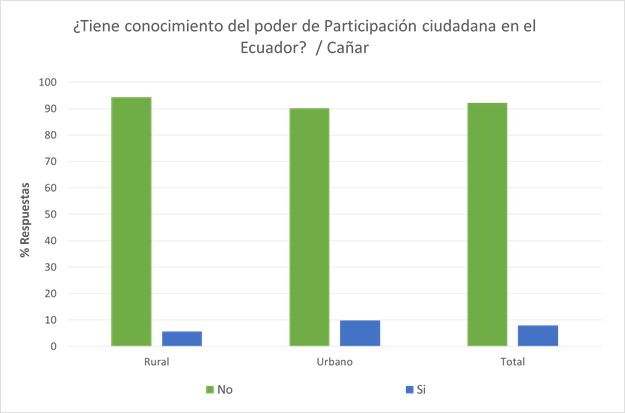 ¿Tiene conocimiento del poder de Participación ciudadana en el
Ecuador? / Cañar
100
90
80
70
60
50
40
30
20
10
0
% Respuestas
Rural
Urbano
Total
No
Si